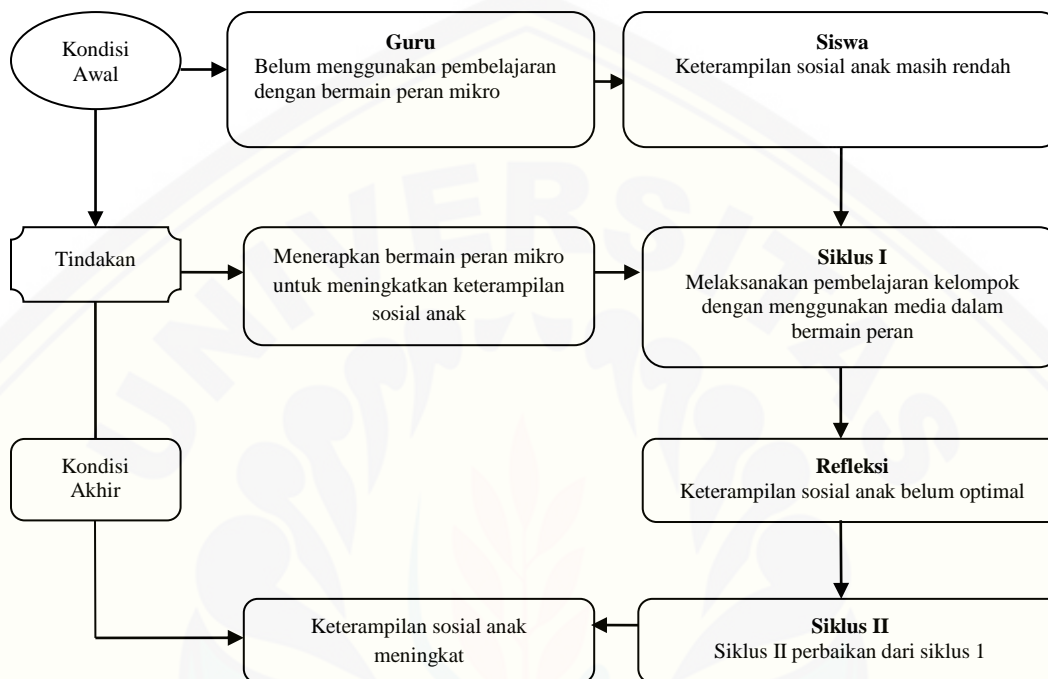 Kondisi
Awal
Guru
Belum menggunakan pembelajaran
dengan bermain peran mikro
Siswa
Keterampilan sosial anak masih rendah
Tindakan
Menerapkan bermain peran mikro
untuk meningkatkan keterampilan
sosial anak
Siklus I
Melaksanakan pembelajaran kelompok
dengan menggunakan media dalam
bermain peran
Kondisi
Akhir
Refleksi
Keterampilan sosial anak belum optimal
Keterampilan sosial anak
meningkat
Siklus II
Siklus II perbaikan dari siklus 1
UNIVERSITAS